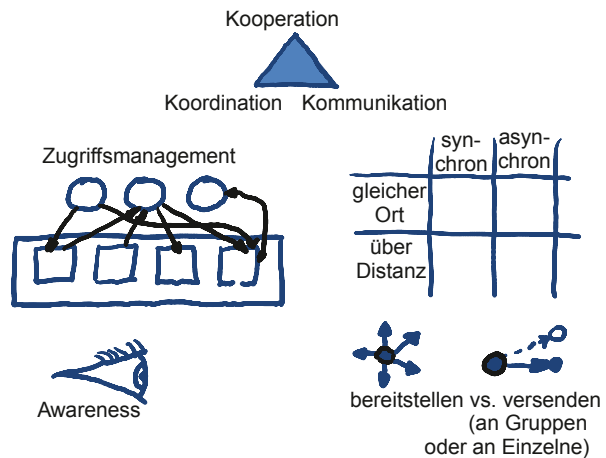 Kooperation
Koordination Kommunikation
Zugriffsmanagement
syn-
chron
asyn-
chron
gleicher
Ort
über
Distanz
Awareness
bereitstellen vs. versenden
(an Gruppen
oder an Einzelne)